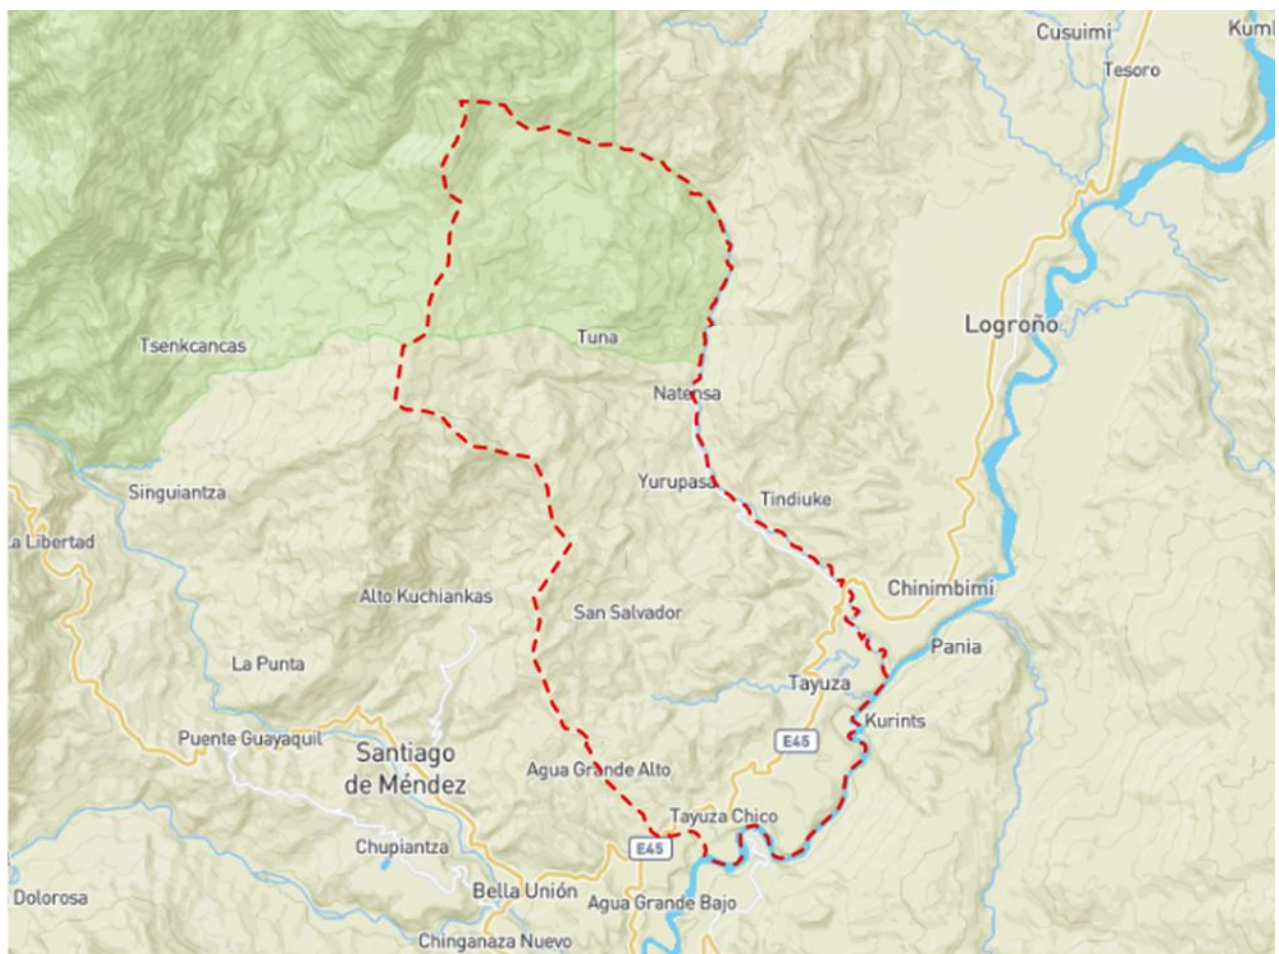 Cusuimi
Tesoro
Logroño
Tsenkcancas
Tuna
Natensa
Yurupasa
Tindiuke
Singuiantza
a Libertad
Alto Kuchiankas
San Salvador
Chinimbimi
Pania
La Punta
Tayuza
Kurints
Puente Guayaquil
E45
Santiago
de Méndez
Agua Grande Alto
Tayuza Chico
E45
Chupiantza
Bella Unión
Agua Grande Bajo
Dolorosa
Chinganaza Nuevo